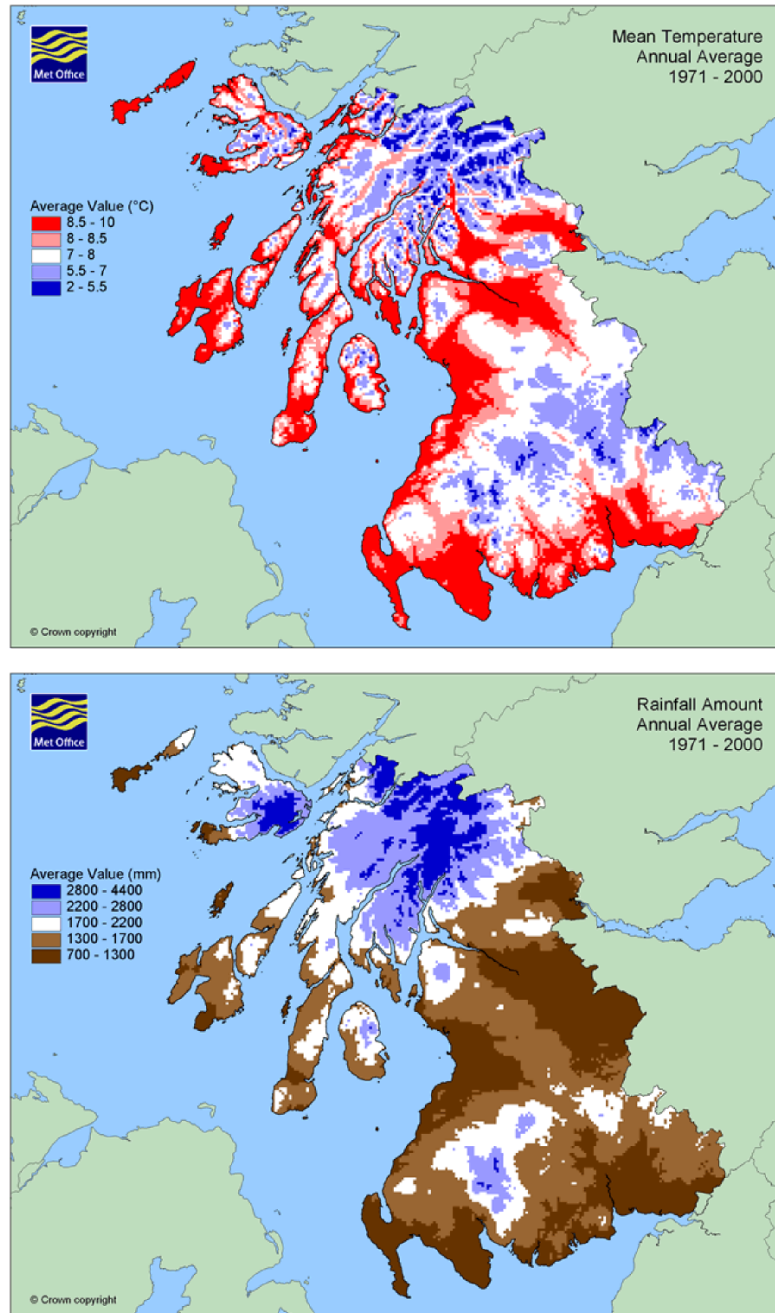 Met Office
Mean Temperature
Annual Average
1971 - 2000
Average Value (°C)
8.5 - 10
8 - 8.5
7 - 8
5.5 - 7
2 - 5.5
© Crown copyright
Met Office
Rainfall Amount
Annual Average
1971 - 2000
Average Value (mm)
2800 - 4400
2200 - 2800
1700 - 2200
1300 - 1700
700 - 1300
© Crown copyright